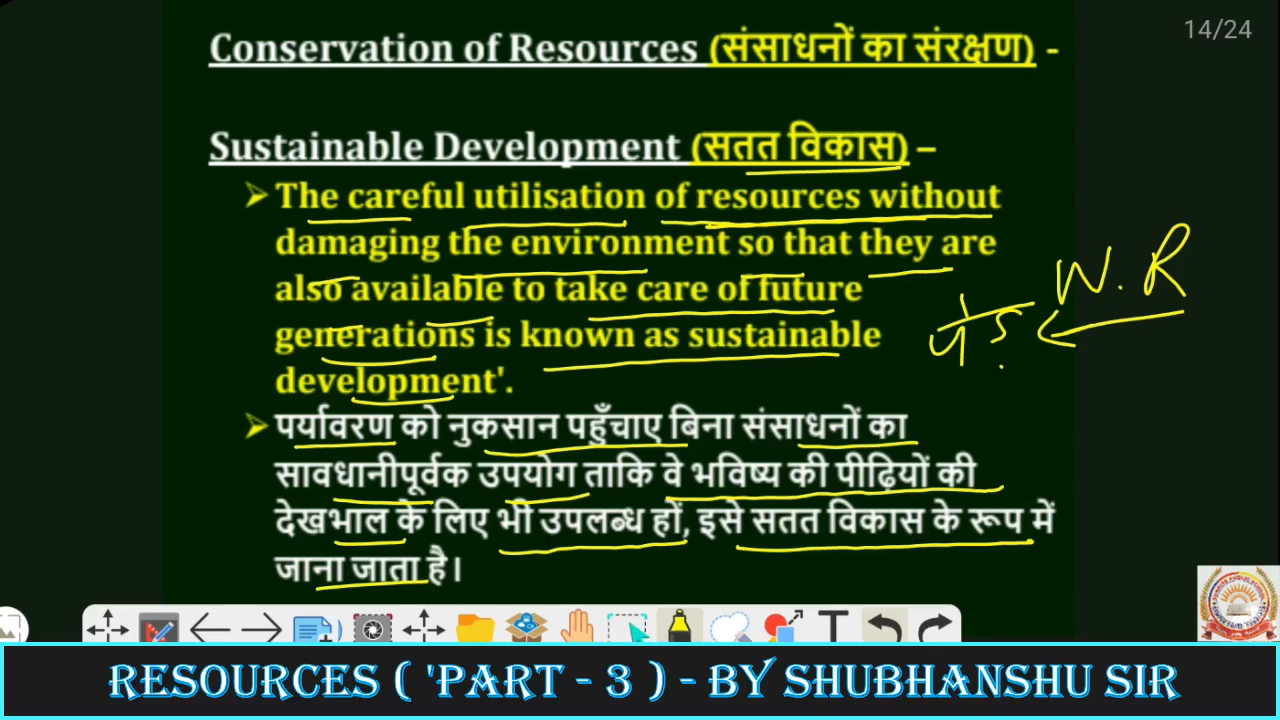 14/24
Conservation of Resources (संसाधनों का संरक्षण) -
Sustainable Development (सतत विकास) –
➢ The careful utilisation of resources without
damaging the environment so that they are
also available to take care of future
generations is known as sustainable
development'.
W. R
➢ पर्यावरण को नुकसान पहुँचाए बिना संसाधनों का
सावधानीपूर्वक उपयोग ताकि वे भविष्य की पीढ़ियों की
देखभाल के लिए भी उपलब्ध हों, इसे सतत विकास के रूप में
जाना जाता है।
RESOURCES ( 'PART - 3 ) - BY SHUBHANSHU SIR